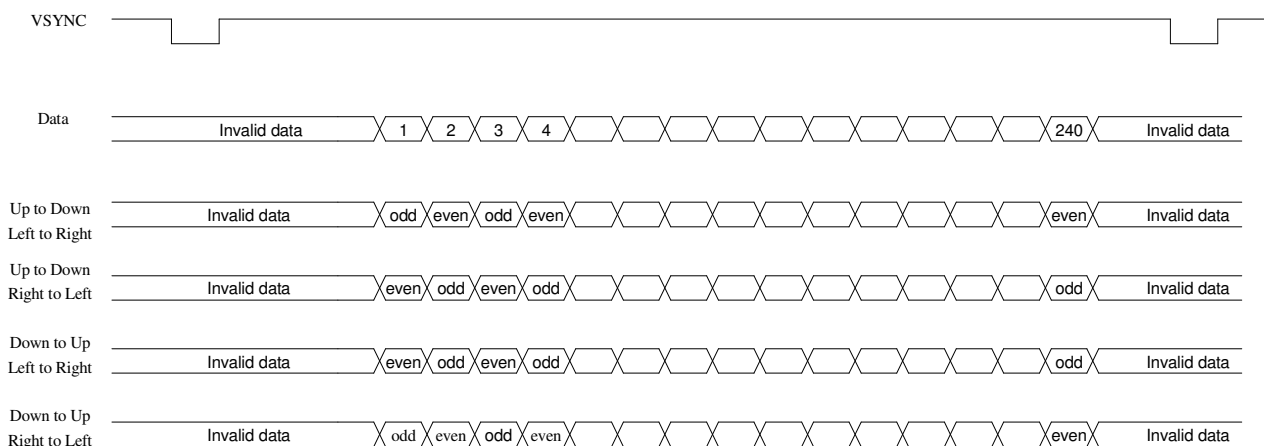 VSYNC
Data Invalid data 1 2 3 4 240 Invalid data
Up to Down
Left to Right
Invalid data odd even odd even even Invalid data
Up to Down
Right to Left
Invalid data even odd even odd odd Invalid data
Down to Up
Left to Right
Invalid data even odd even odd odd Invalid data
Down to Up
Right to Left
Invalid data odd even odd even even Invalid data